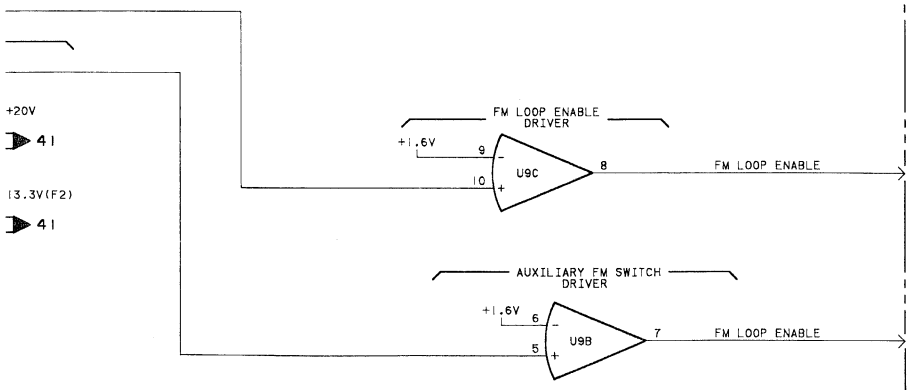 +20V
41
13.3V(F2)
41
FM LOOP ENABLE
DRIVER
+1.6V
9
-
U9C
8
FM LOOP ENABLE
10
+
AUXILIARY FM SWITCH
DRIVER
+1.6V
6
-
U9B
7
FM LOOP ENABLE
5
+